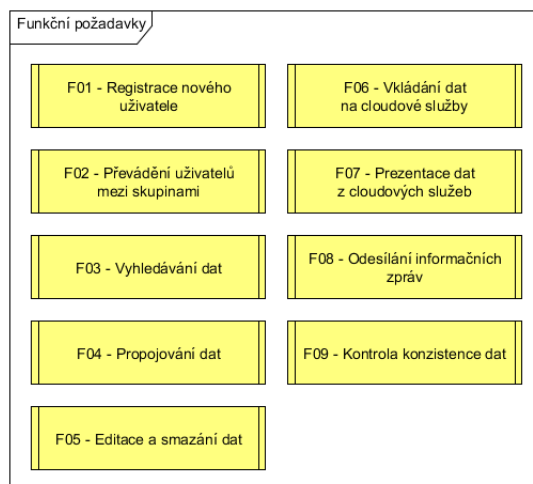 Funkční požadavky
F01 - Registrace nového
uživatele
F02 - Převádění uživatelů
mezi skupinami
F03 - Vyhledávání dat
F04 - Propojování dat
F05 - Editace a smazání dat
F06 - Vkládání dat
na cloudové služby
F07 - Prezentace dat
z cloudových služeb
F08 - Odesílání informačních
zpráv
F09 - Kontrola konzistence dat